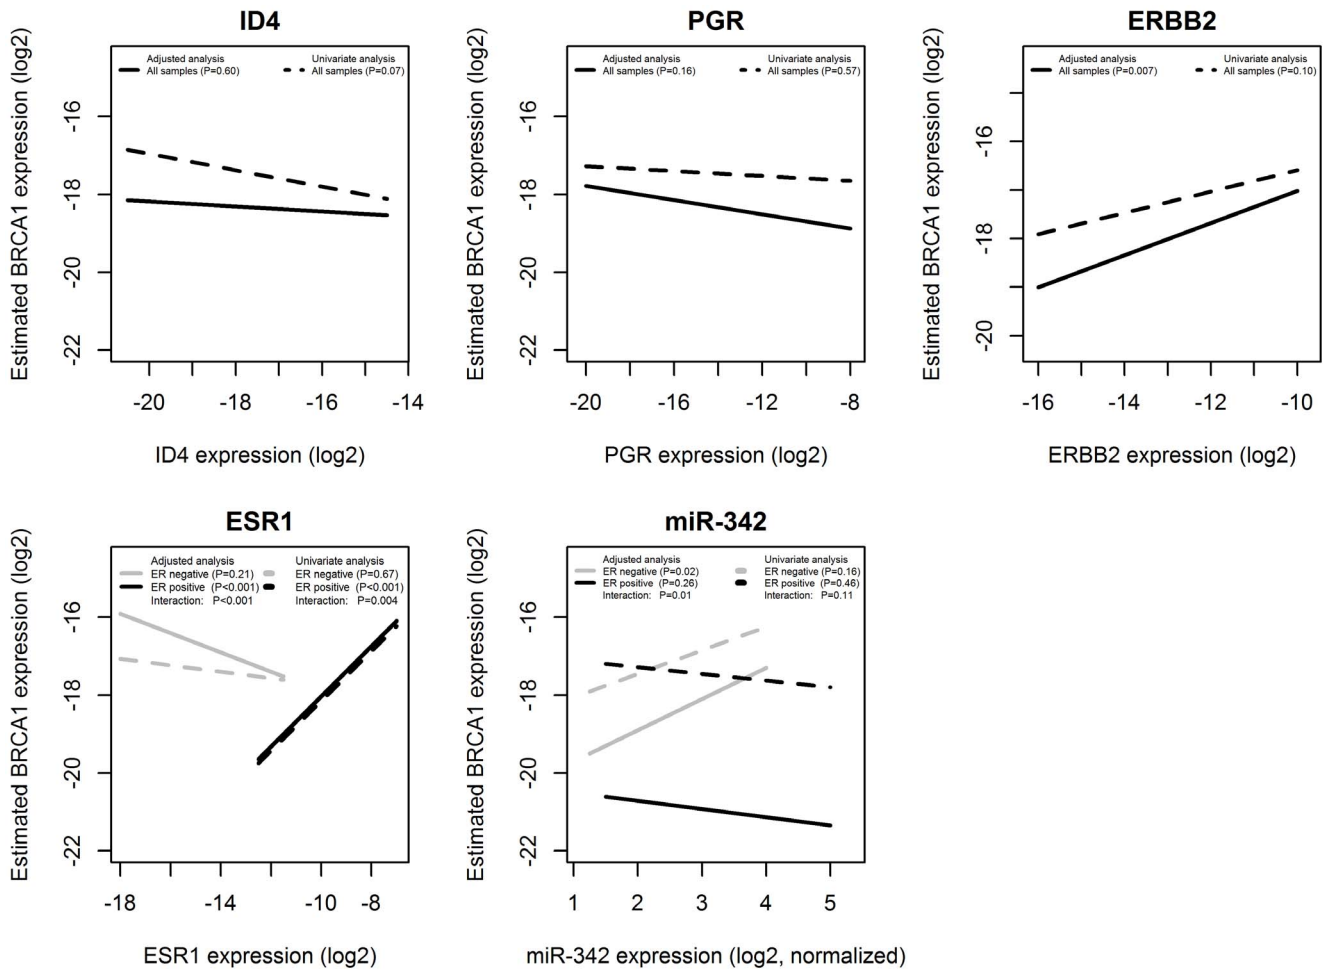 ID4
Estimated BRCA1 expression (log2)
Adjusted analysis
All samples (P=0.60)
Univariate analysis
All samples (P=0.07)
-16
-18
-20
-22
-20 -18 -16 -14
ID4 expression (log2)
PGR
Estimated BRCA1 expression (log2)
Adjusted analysis
All samples (P=0.16)
Univariate analysis
All samples (P=0.57)
-16
-18
-20
-22
-20 -16 -12 -8
PGR expression (log2)
ERBB2
Estimated BRCA1 expression (log2)
Adjusted analysis
All samples (P=0.007)
Univariate analysis
All samples (P=0.10)
-16
-18
-20
-16 -14 -12 -10
ERBB2 expression (log2)
ESR1
Estimated BRCA1 expression (log2)
Adjusted analysis
ER negative (P=0.21)
ER positive (P<0.001)
Interaction: P<0.001
Univariate analysis
ER negative (P=0.67)
ER positive (P<0.001)
Interaction: P=0.004
-16
-18
-20
-22
-18 -14 -10 -8
ESR1 expression (log2)
miR-342
Estimated BRCA1 expression (log2)
Adjusted analysis
ER negative (P=0.02)
ER positive (P=0.26)
Interaction: P=0.01
Univariate analysis
ER negative (P=0.16)
ER positive (P=0.46)
Interaction: P=0.11
-16
-18
-20
-22
1 2 3 4 5
miR-342 expression (log2, normalized)